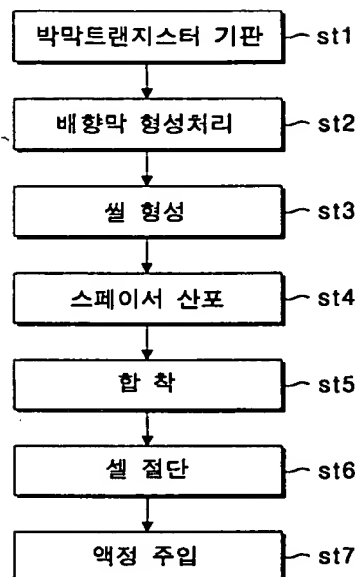 박막트랜지스터 기판 st1
배향막 형성처리 st2
씰 형성 st3
스페이서 산포 st4
합 착 st5
셀 절단 st6
액정 주입 st7